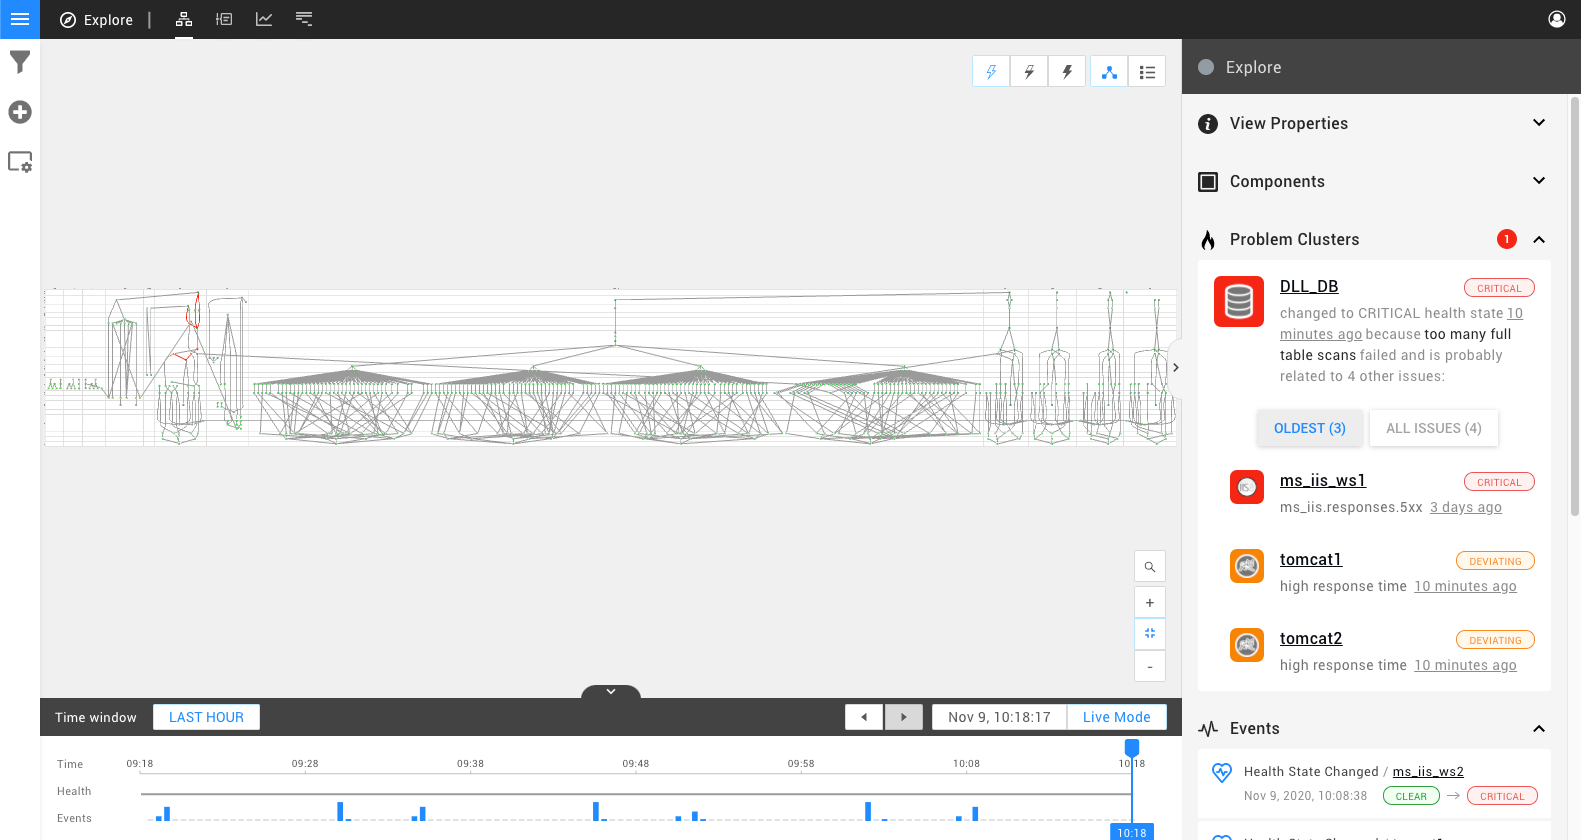 Explore
Explore
View Properties
Components
Problem Clusters 1
DLL_DB CRITICAL
changed to CRITICAL health state 10
minutes ago because too many full
table scans failed and is probably
related to 4 other issues:
OLDEST (3) ALL ISSUES (4)
ms_iis_ws1 CRITICAL
ms_iis.responses.5xx 3 days ago
tomcat1 DEVIATING
high response time 10 minutes ago
tomcat2 DEVIATING
high response time 10 minutes ago
+
-
Time window LAST HOUR Nov 9, 10:18:17 Live Mode
Time 09:18 09:28 09:38 09:48 09:58 10:08 10:18
Health
Events
10:18
Events
Health State Changed / ms_iis_ws2
Nov 9, 2020, 10:08:38 CLEAR → CRITICAL